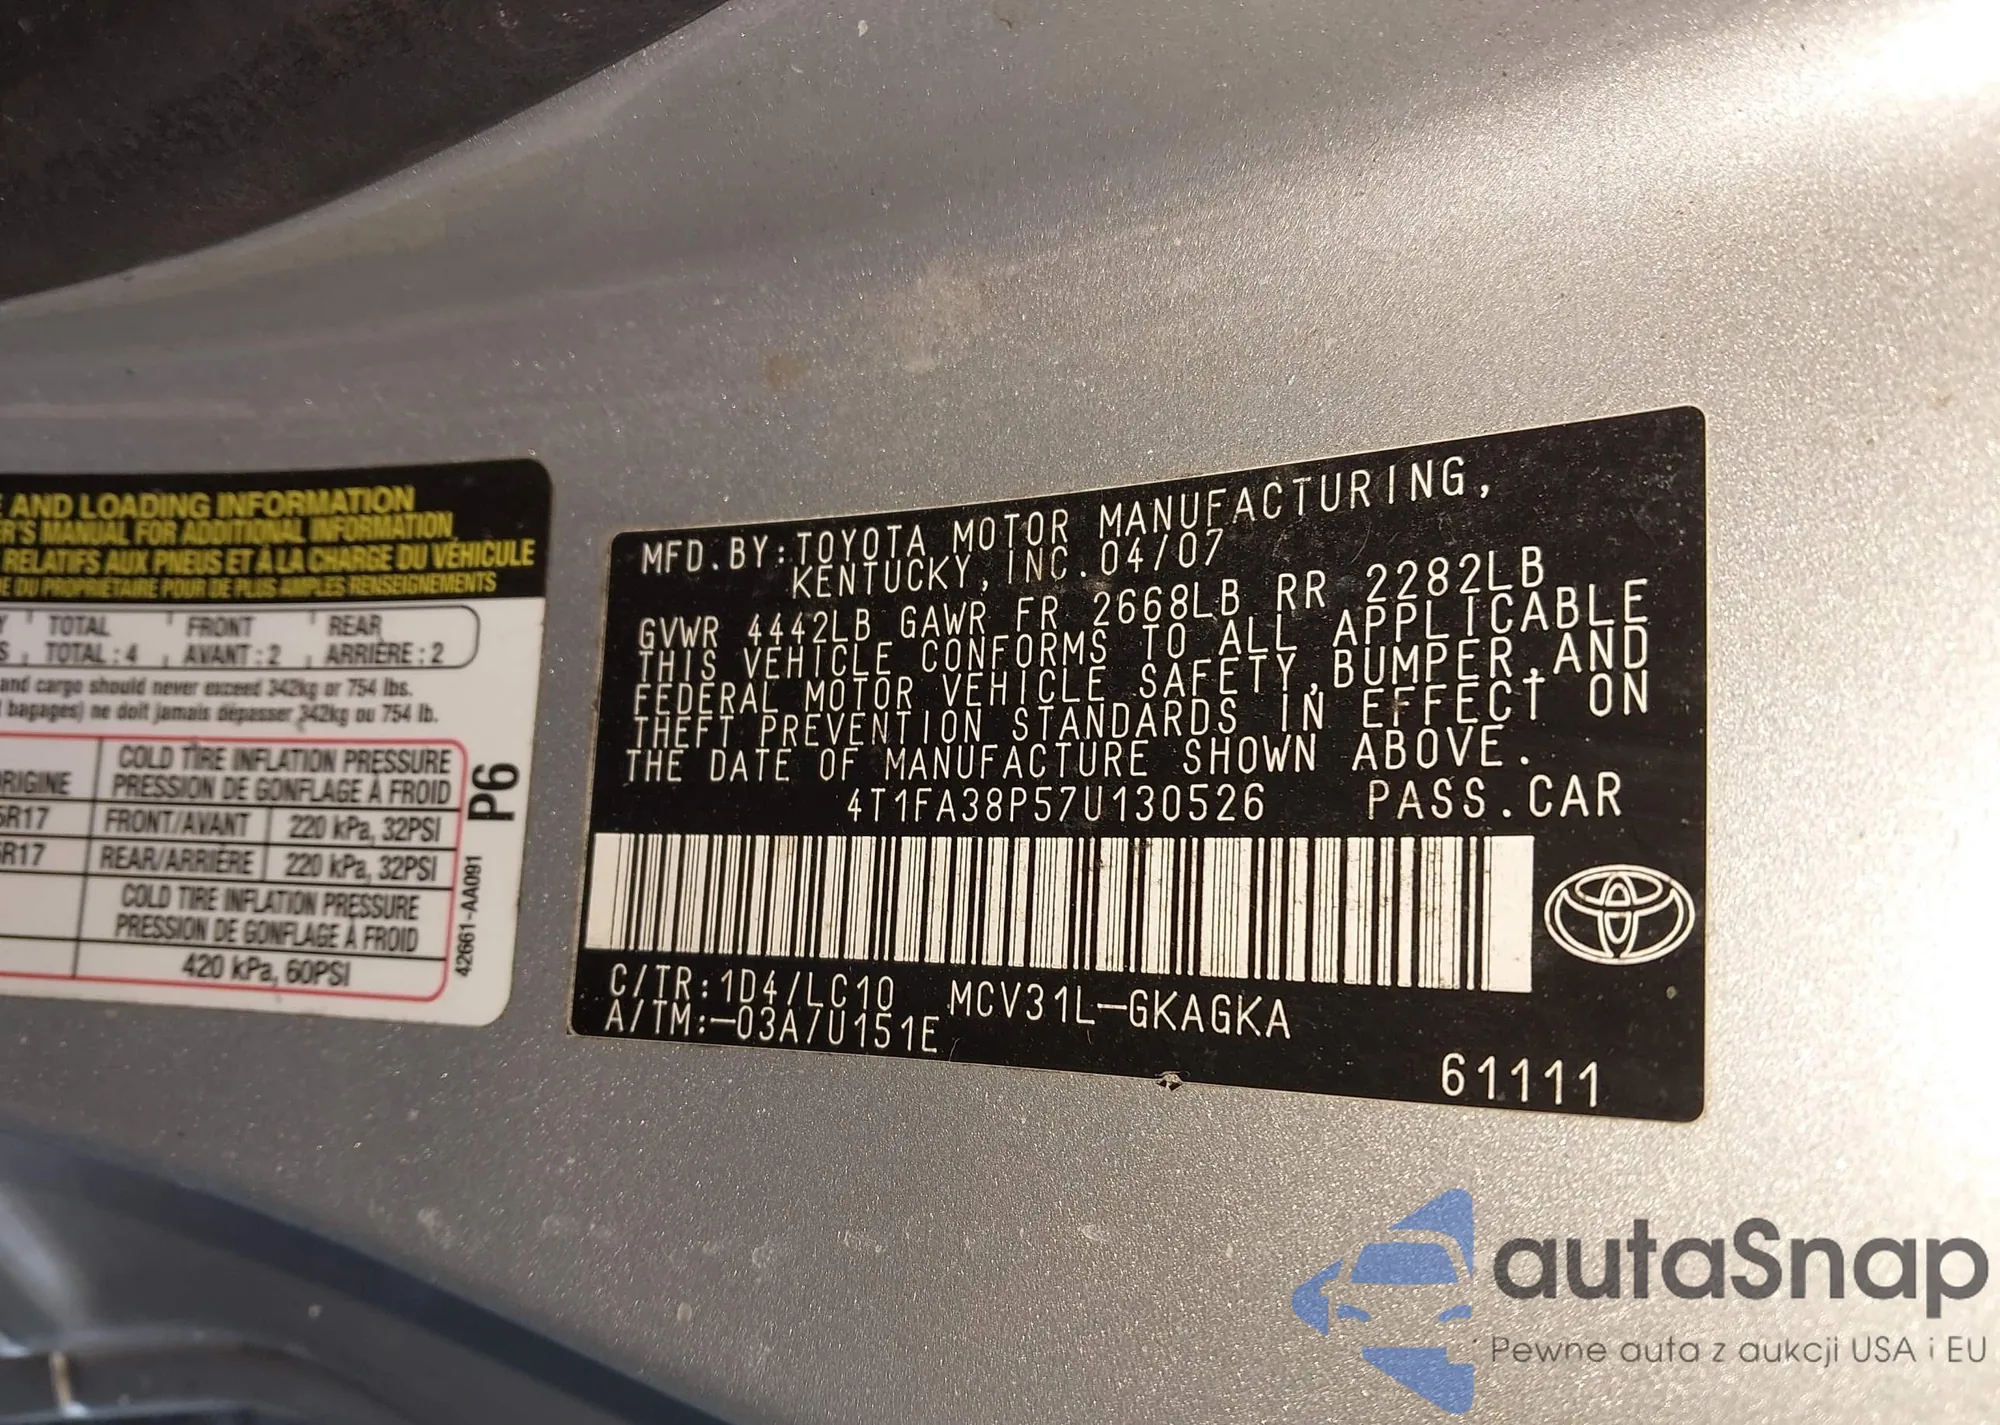 E AND LOADING INFORMATION
ER'S MANUAL FOR ADDITIONAL INFORMATION
RELATIFS AUX PNEUS ET À LA CHARGE DU VÉHICULE
E DU PROPRIÉTAIRE POUR DE PLUS AMPLES RENSEIGNEMENTS
TOTAL FRONT REAR
TOTAL : 4 AVANT : 2 ARRIÈRE : 2
and cargo should never exceed 342kg or 754 lbs.
bagages) ne doit jamais dépasser 342kg ou 754 lb.
COLD TIRE INFLATION PRESSURE
RIGINE PRESSION DE GONFLAGE À FROID
R17 FRONT/AVANT 220 kPa, 32PSI
R17 REAR/ARRIÈRE 220 kPa, 32PSI
COLD TIRE INFLATION PRESSURE
PRESSION DE GONFLAGE À FROID
420 kPa, 60PSI
P6
42661-AA091
MFD. BY: TOYOTA MOTOR MANUFACTURING,
KENTUCKY, INC. 04/07
GVWR 4442LB GAWR FR 2668LB RR 2282LB
THIS VEHICLE CONFORMS TO ALL APPLICABLE
FEDERAL MOTOR VEHICLE SAFETY, BUMPER, AND
THEFT PREVENTION STANDARDS IN EFFECT ON
THE DATE OF MANUFACTURE SHOWN ABOVE.
4T1FA38P57U130526 PASS. CAR
C/TR: 1D4/LC10 MCV31L-GKAGKA
A/TM:-03A/U151E
61111
autaSnap
Pewne auta z aukcji USA i EU